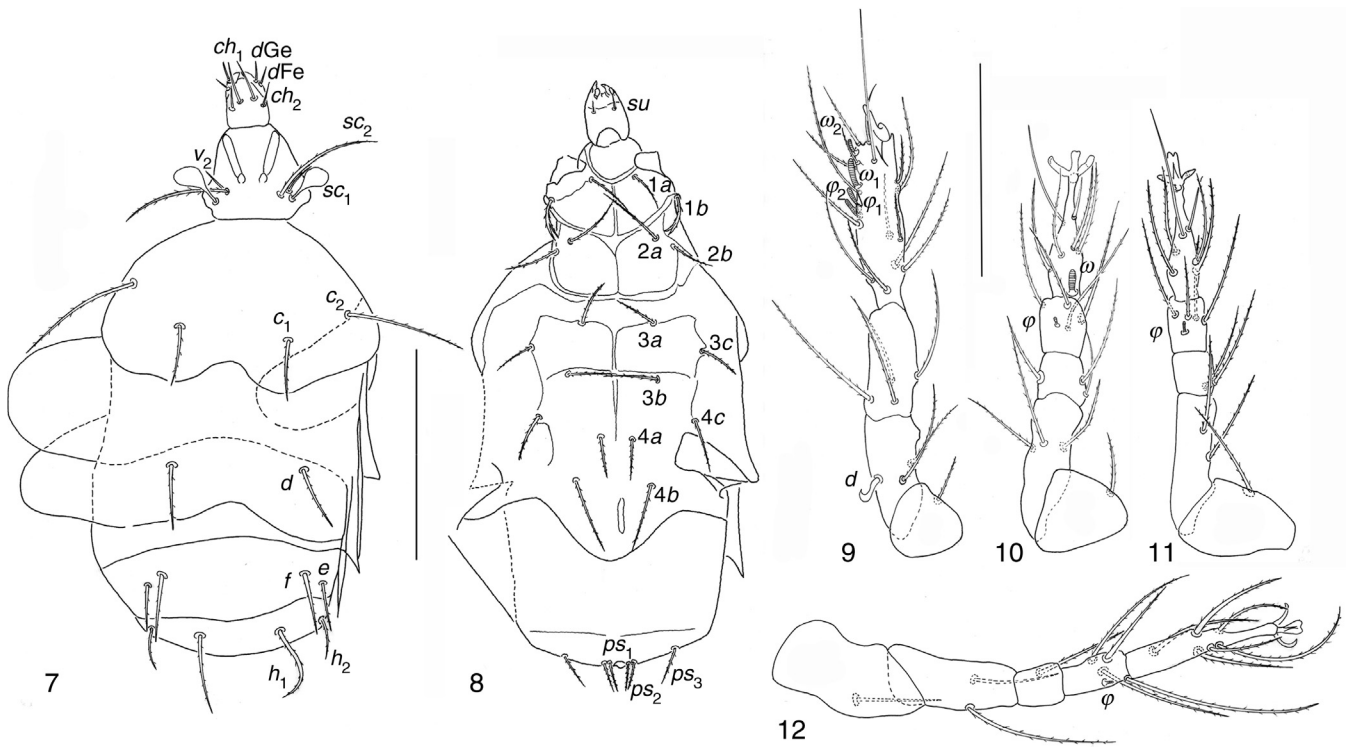 ch1 dGe
dFe
ch2
sc2
v2
sc1
c2
c1
d
f e
h2
h1
7
su
1a
1b
2a 2b
3a 3c
3b
4a 4c
4b
ps1 ps3
ps2
8
ω2
ω1
φ2 φ1
d
9
ω
φ
10
φ
11
φ
12